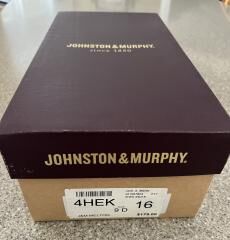 JOHNSTON & MURPHY.
since 1850
JOHNSTON & MURPHY.
4HEK
9 D
16
$179.00